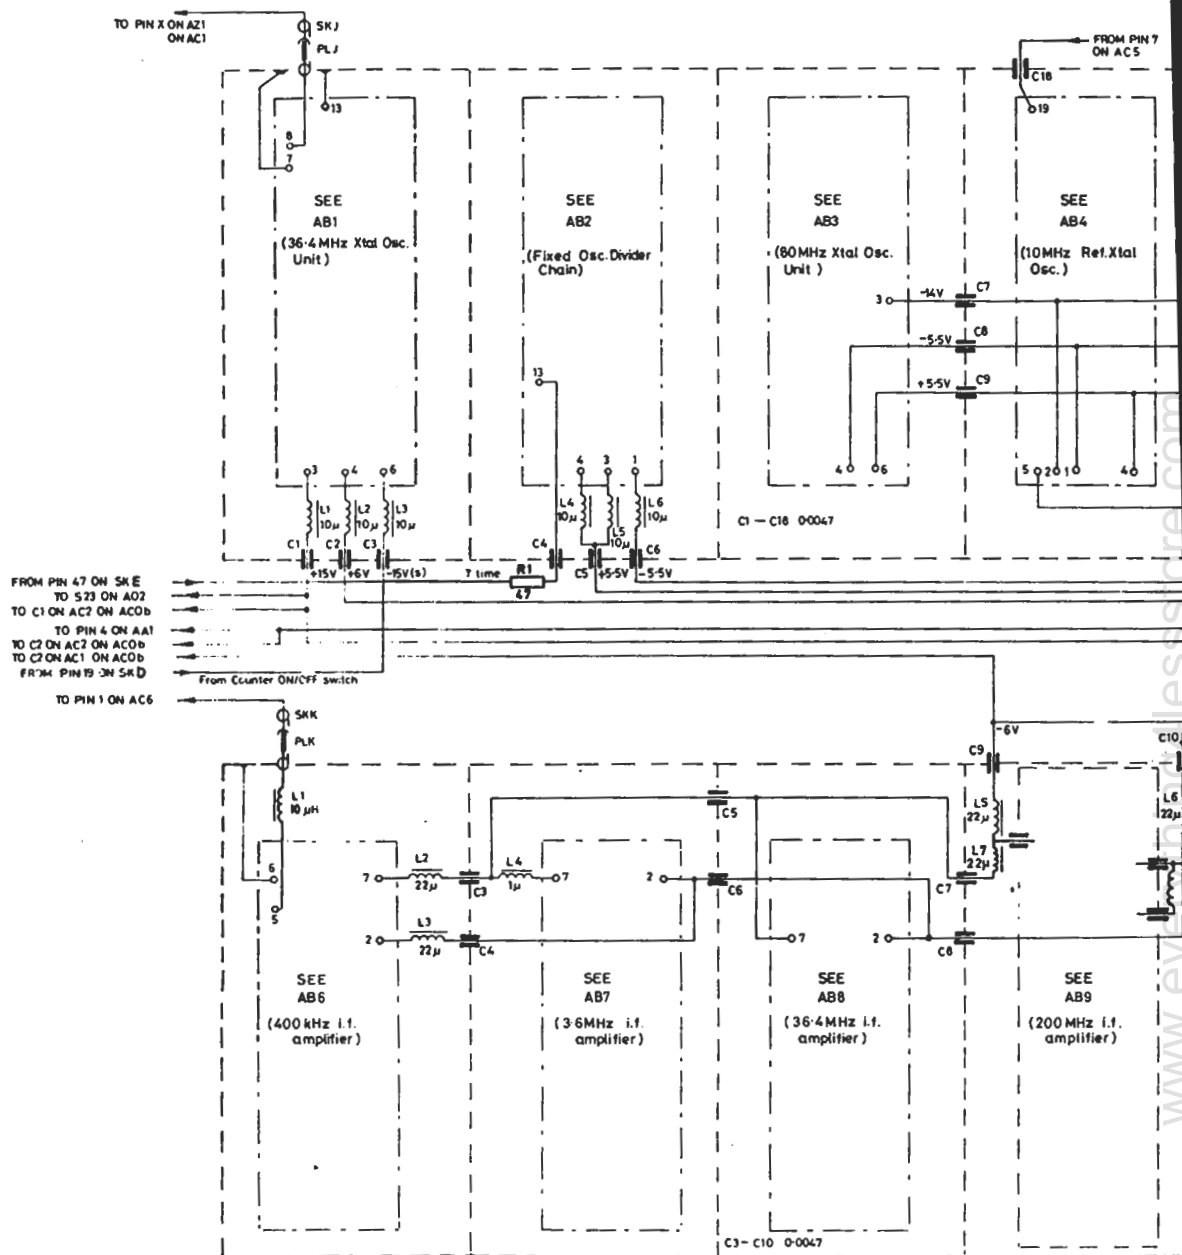 TO PIN X ON AZ1
ON AC1
SKJ
PLJ
FROM PIN 7
ON AC5
C18
13
8
7
19
SEE
AB1
(36·4MHz Xtal Osc.
Unit)
SEE
AB2
(Fixed Osc. Divider
Chain)
SEE
AB3
(80MHz Xtal Osc.
Unit)
SEE
AB4
(10MHz Ref. Xtal
Osc.)
3
-14V
C7
-5·5V
C8
+5·5V
C9
13
3
4
6
4
3
1
4
6
5
2
1
4
L1
10µ
L2
10µ
L3
10µ
L4
10µ
L5
10µ
L6
10µ
C1 — C18 0·0047
C1
C2
C3
C4
C5
C6
+15V
+6V
-15V(s)
T time
R1
47
+5·5V
-5·5V
FROM PIN 47 ON SKE
TO S23 ON AO2
TO C1 ON AC2 ON ACOb
TO PIN 4 ON AA1
TO C2 ON AC2 ON ACOb
TO C2 ON AC1 ON ACOb
FROM PIN 19 ON SKD
From Counter ON/OFF switch
TO PIN 1 ON AC6
SKK
PLK
-6V
C9
C10
L1
10µH
C5
L5
22µ
L6
22µ
L7
22µ
6
5
7
L2
22µ
C3
L4
1µ
7
2
C6
C7
2
L3
22µ
C4
7
2
C8
SEE
AB6
(400kHz i.f.
amplifier)
SEE
AB7
(3·6MHz i.f.
amplifier)
SEE
AB8
(36·4MHz i.f.
amplifier)
SEE
AB9
(200MHz i.f.
amplifier)
C3— C10 0·0047